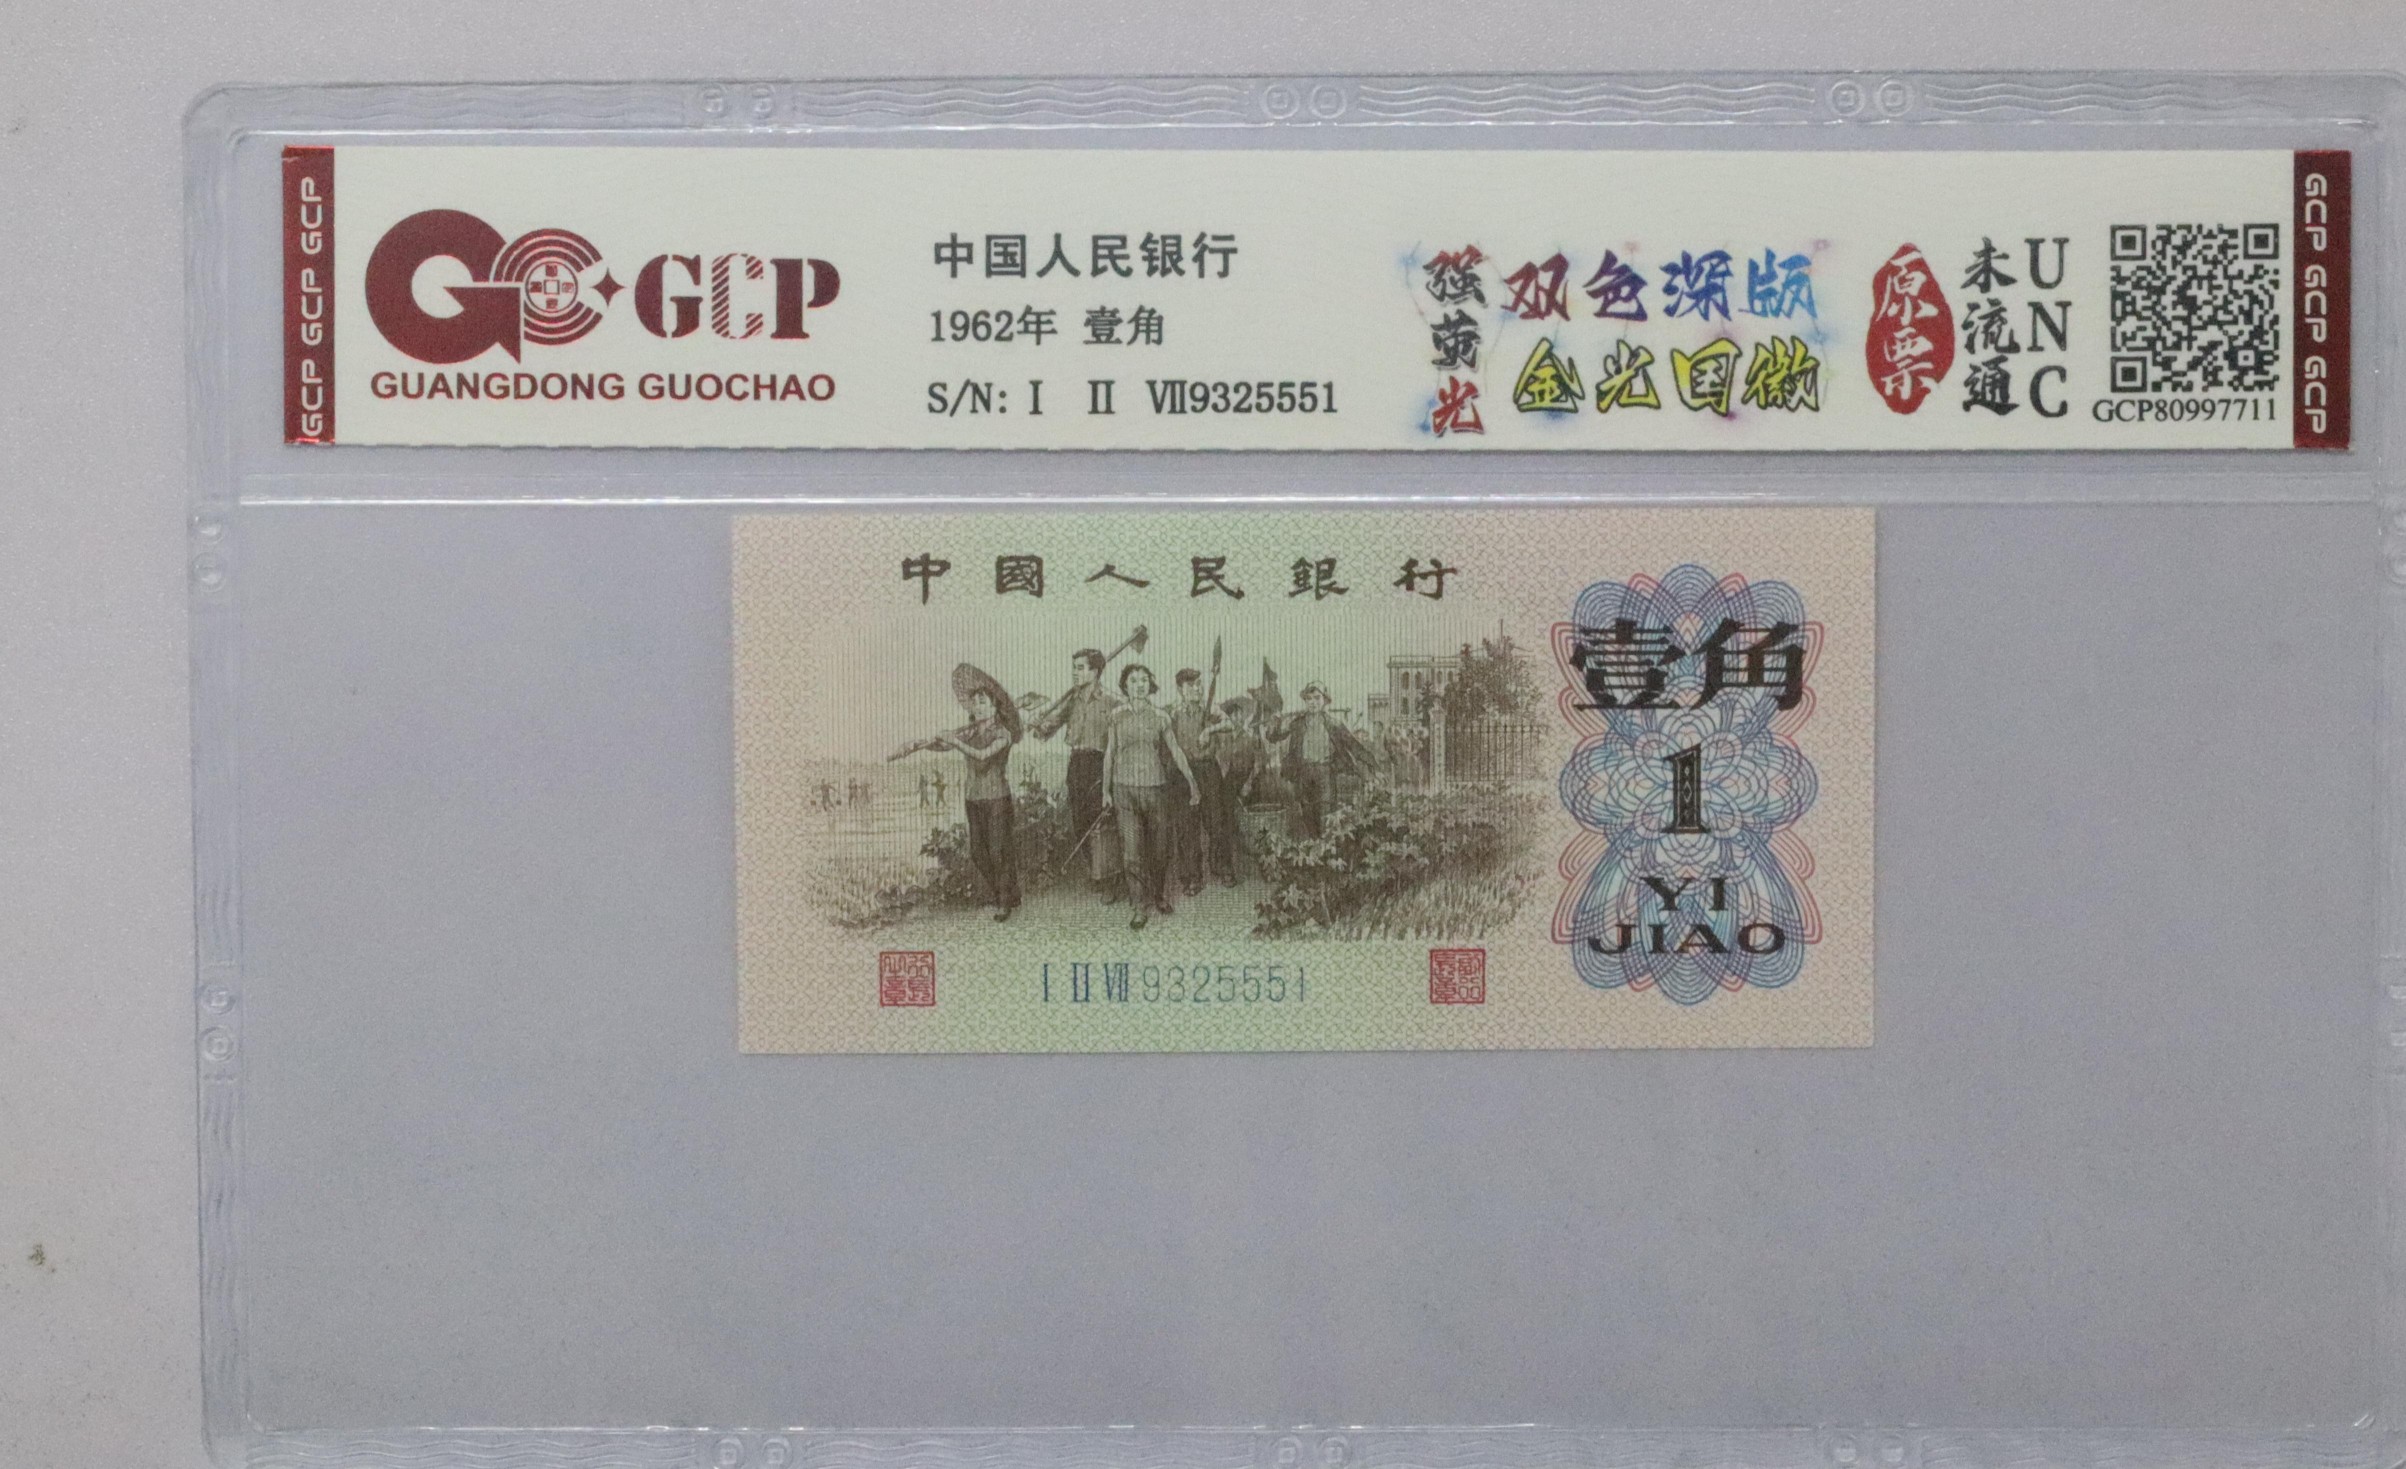 GCP GCP GCP
GCP
GUANGDONG GUOCHAO
中国人民银行
1962年 壹角
S/N: I II VII9325551
强荧光
双色深版
金光国徽
原票
未流通
UNC
GCP80997711
GCP GCP GCP
中國人民銀行
壹角
1
YI
JIAO
I II VII 9325551